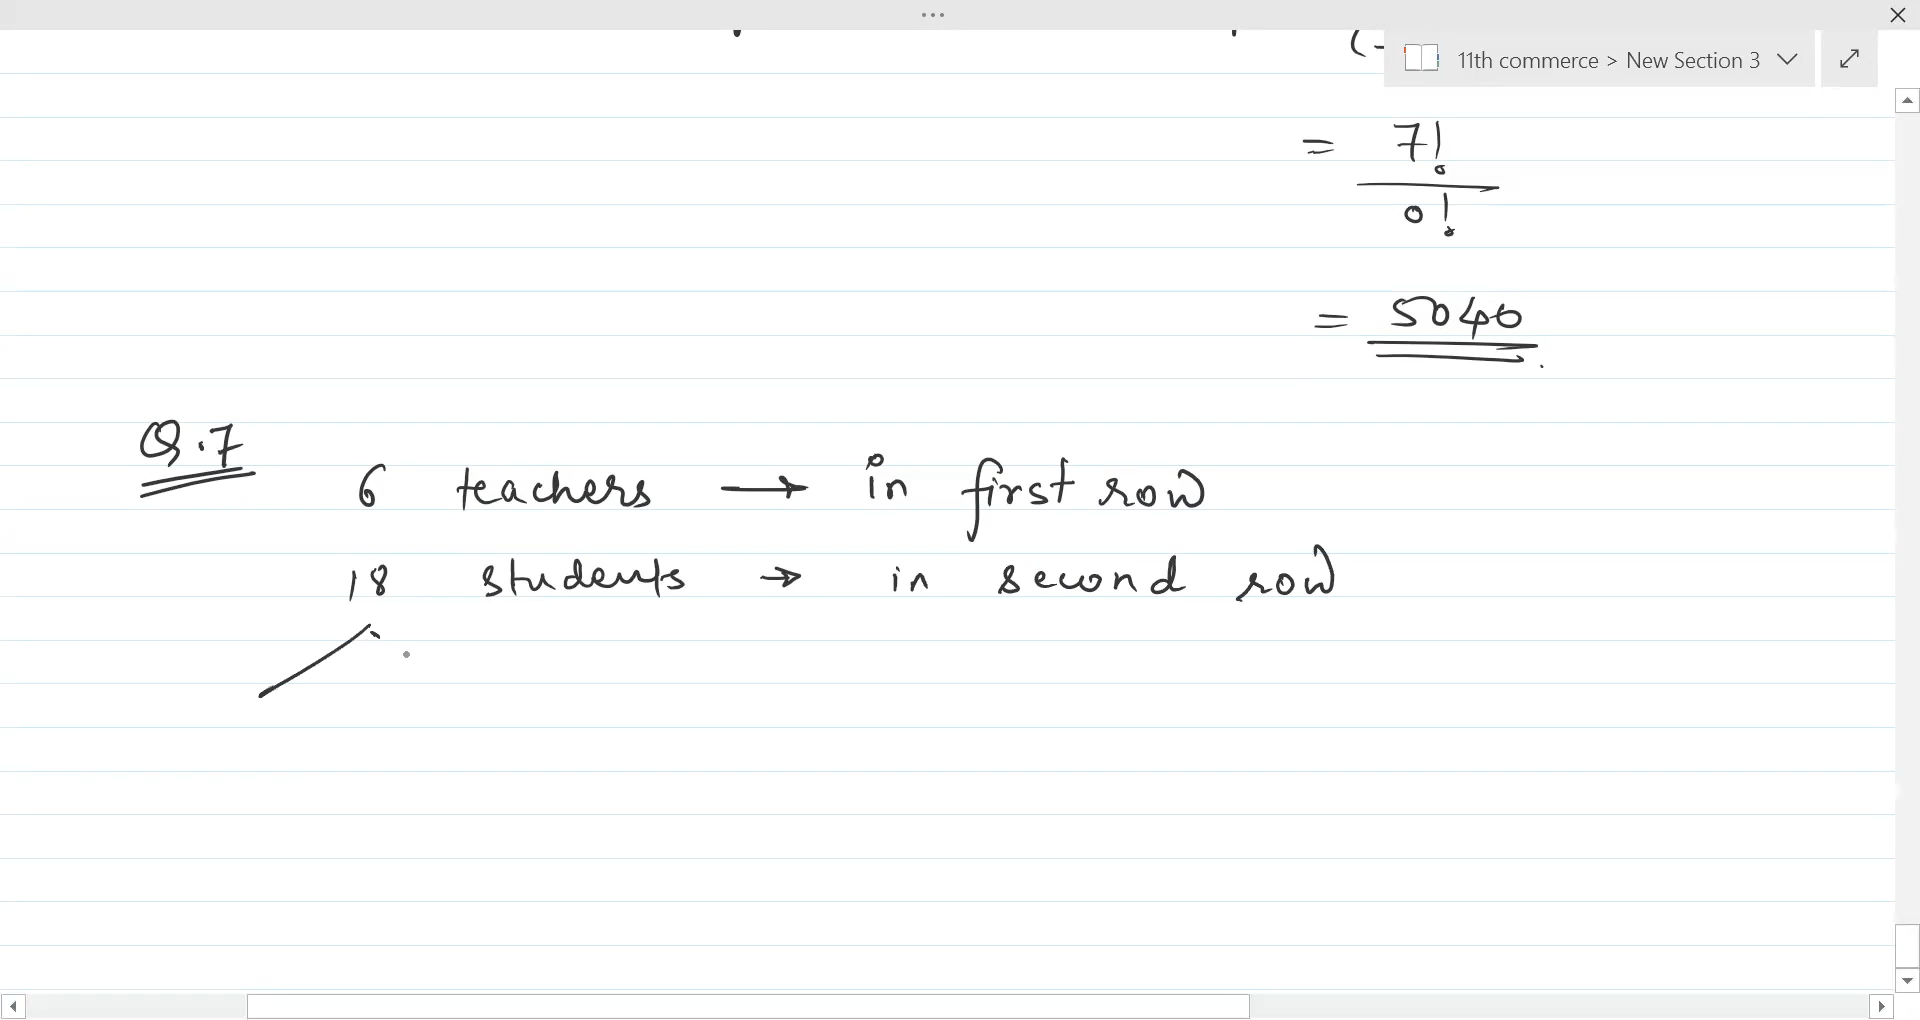 11th commerce > New Section 3
= 7!
0!
= 5040
Q.7
6 teachers → in first row
18 students → in second row